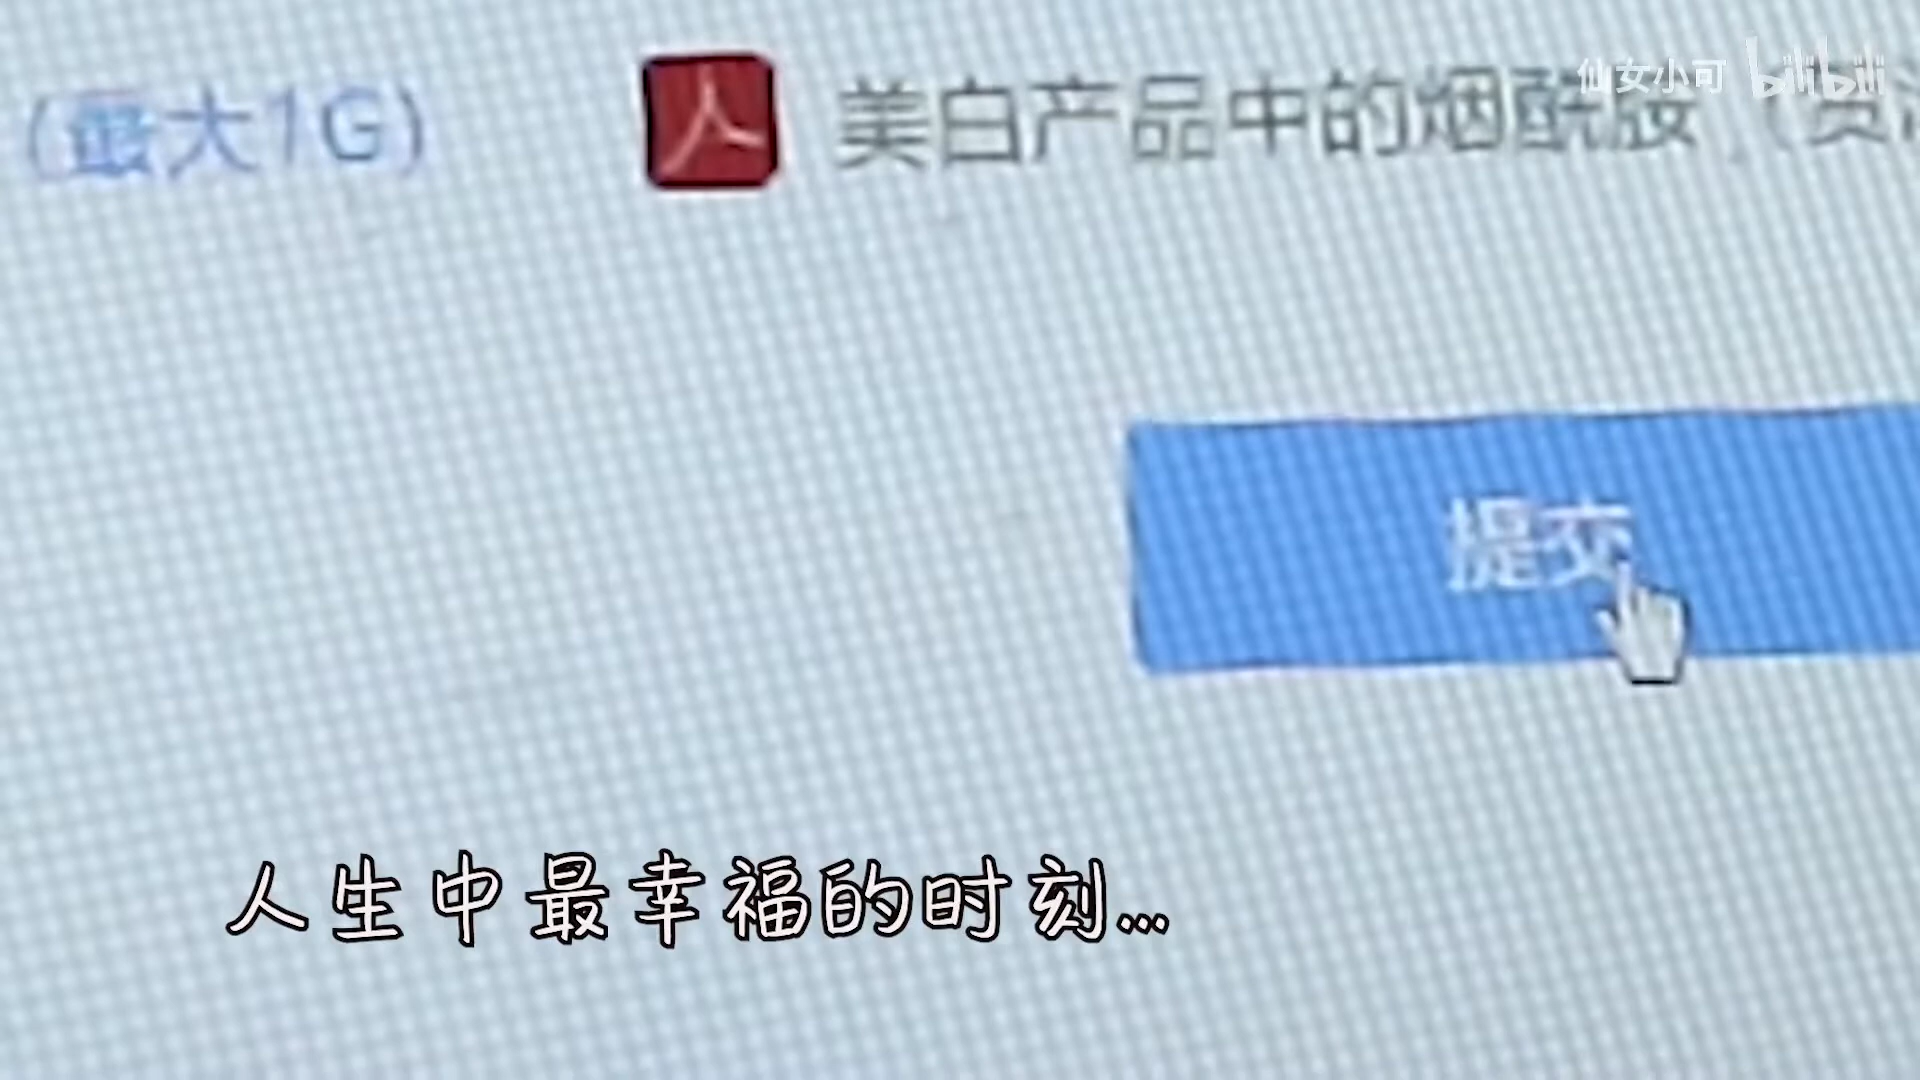 仙女小可 bilibili
(最大1G) 美白产品中的烟酰胺（
提交
人生中最幸福的时刻...